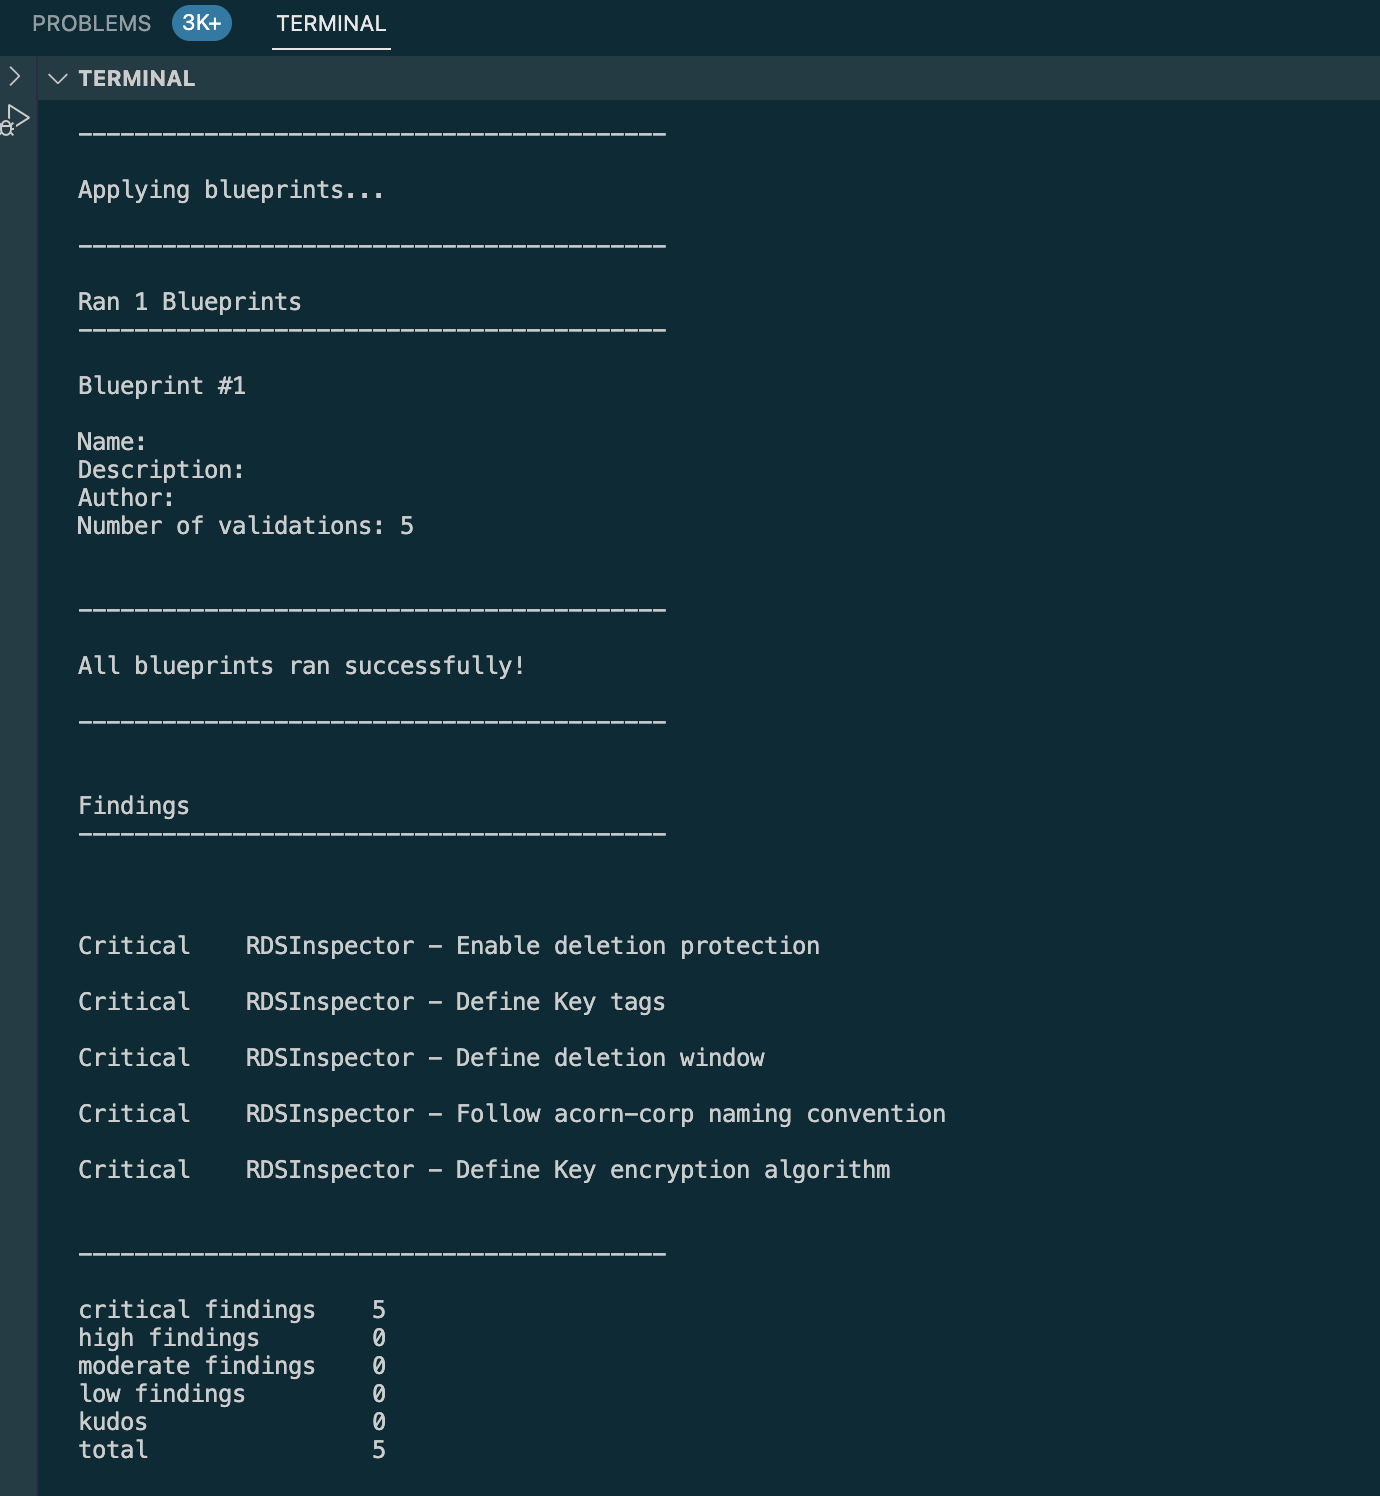 PROBLEMS 3K+ TERMINAL
TERMINAL
------------------------------------------
Applying blueprints...
------------------------------------------
Ran 1 Blueprints
------------------------------------------
Blueprint #1
Name:
Description:
Author:
Number of validations: 5
------------------------------------------
All blueprints ran successfully!
------------------------------------------
Findings
------------------------------------------
Critical RDSInspector - Enable deletion protection
Critical RDSInspector - Define Key tags
Critical RDSInspector - Define deletion window
Critical RDSInspector - Follow acorn-corp naming convention
Critical RDSInspector - Define Key encryption algorithm
------------------------------------------
critical findings 5
high findings 0
moderate findings 0
low findings 0
kudos 0
total 5